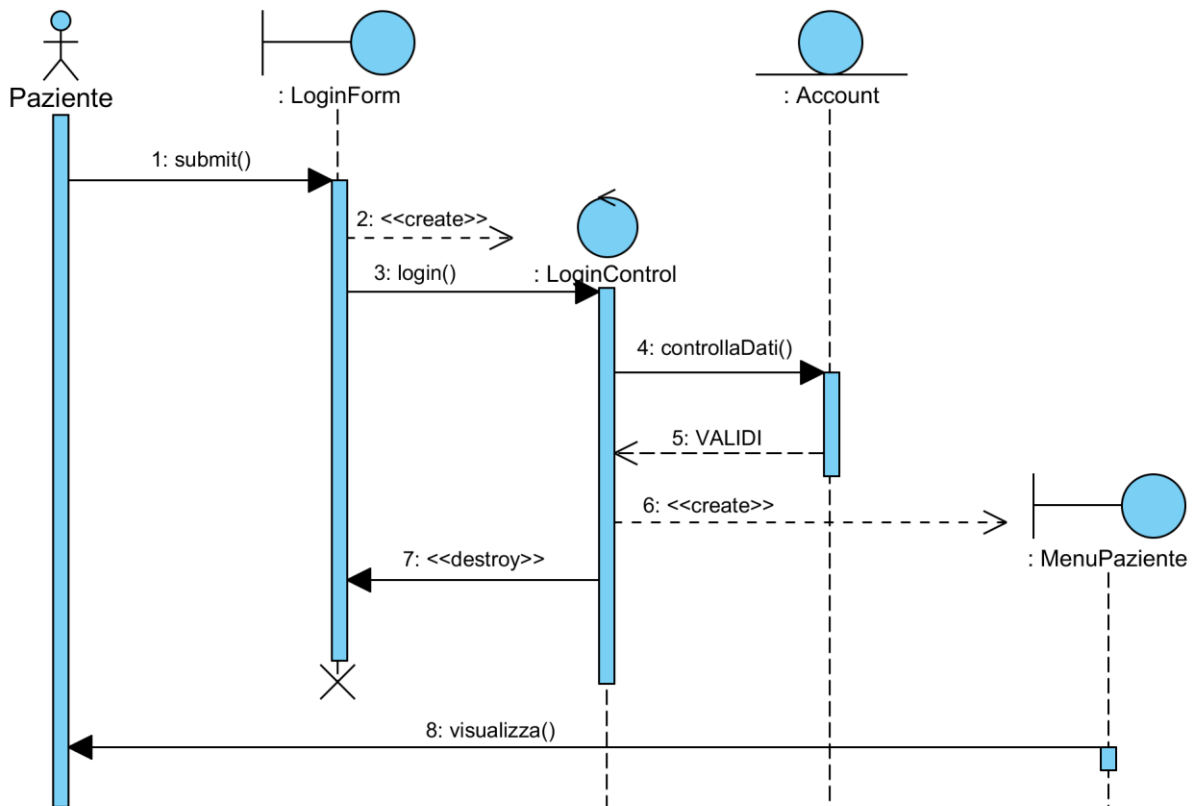 Paziente
: LoginForm
: Account
1: submit()
2: <<create>>
3: login()
: LoginControl
4: controllaDati()
5: VALIDI
6: <<create>>
7: <<destroy>>
: MenuPaziente
8: visualizza()